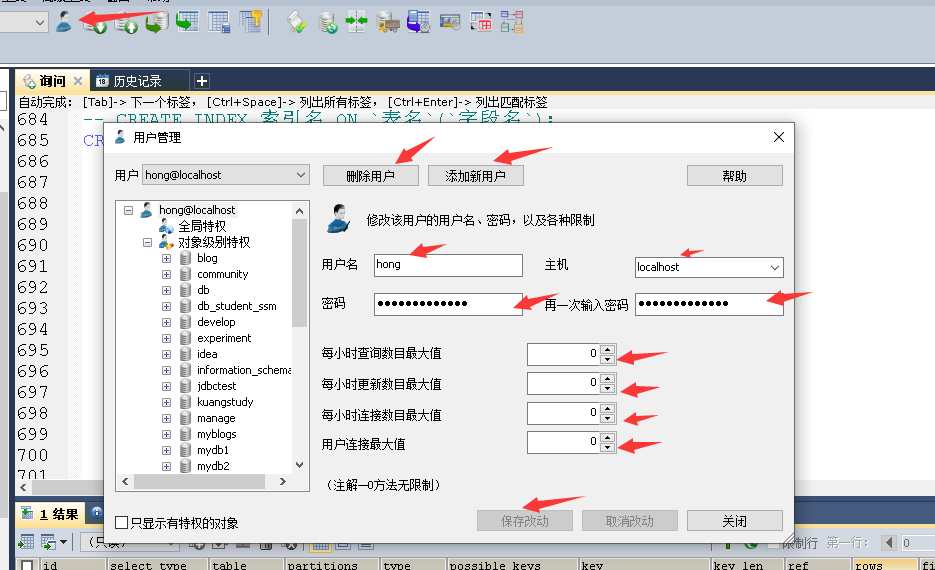 询问
18
历史记录
自动完成: [Tab]-> 下一个标签, [Ctrl+Space]-> 列出所有标签, [Ctrl+Enter]-> 列出匹配标签
684 -- CREATE INDEX 索引名 ON `表名`(`字段名`);
685 CR
686
687
688
689
690
691
692
693
694
695
696
697
698
699
700
701
用户管理
用户 hong@localhost 删除用户 添加新用户 帮助
hong@localhost
全局特权
对象级别特权
blog
community
db
db_student_ssm
develop
experiment
idea
information_schema
jdbctest
kuangstudy
manage
myblogs
mydb1
mydb2
修改该用户的用户名、密码，以及各种限制
用户名 hong 主机 localhost
密码 ●●●●●●●●●●●●● 再一次输入密码 ●●●●●●●●●●●●●
每小时查询数目最大值 0
每小时更新数目最大值 0
每小时连接数目最大值 0
用户连接最大值 0
（注解—0方法无限制）
只显示有特权的对象
保存改动 取消改动 关闭
1 结果
(只读)
限制行 第一行: 0
id select_type table partitions type possible_keys key key_len ref rows fi